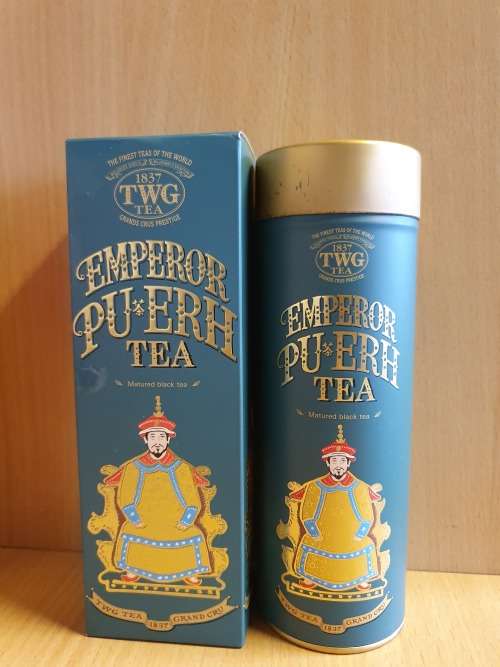 THE FINEST TEAS OF THE WORLD
1837
TWG
TEA
GRANDS CRUS PRESTIGE
EMPEROR
PU ERH
TEA
Matured black tea
TWG TEA 1837 GRAND CRU
THE FINEST TEAS OF THE WORLD
1837
TWG
TEA
GRANDS CRUS PRESTIGE
EMPEROR
PU ERH
TEA
Matured black tea
TWG TEA 1837 GRAND CRU